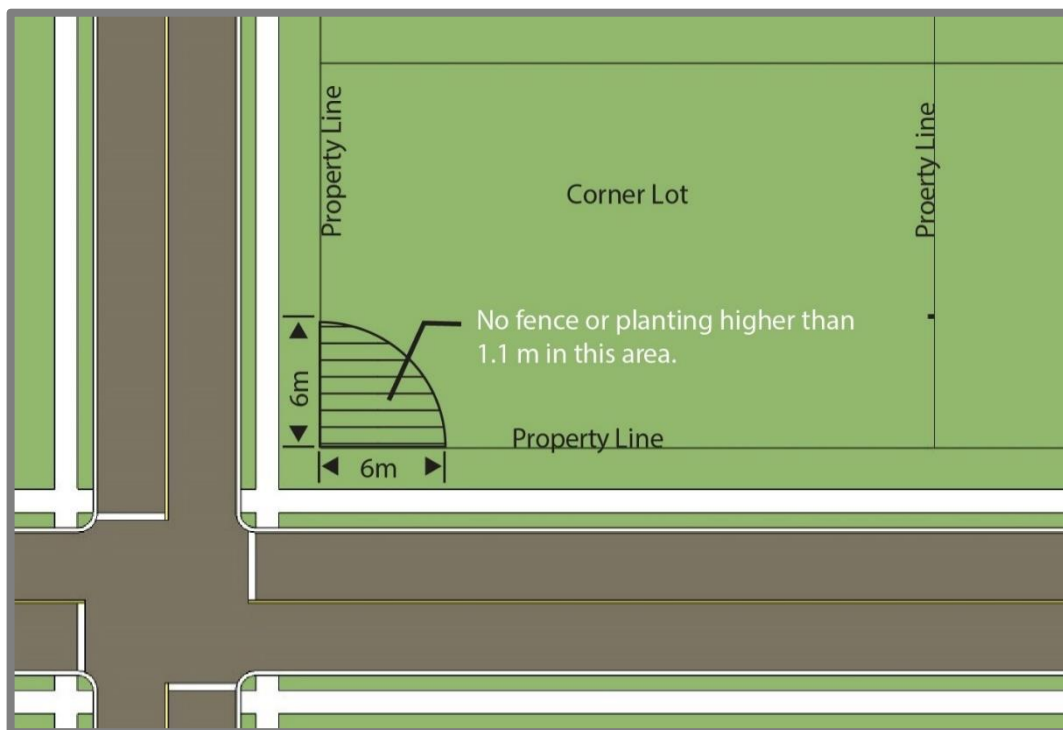 Property Line
Proerty Line
Corner Lot
No fence or planting higher than
1.1 m in this area.
6m
Property Line
6m